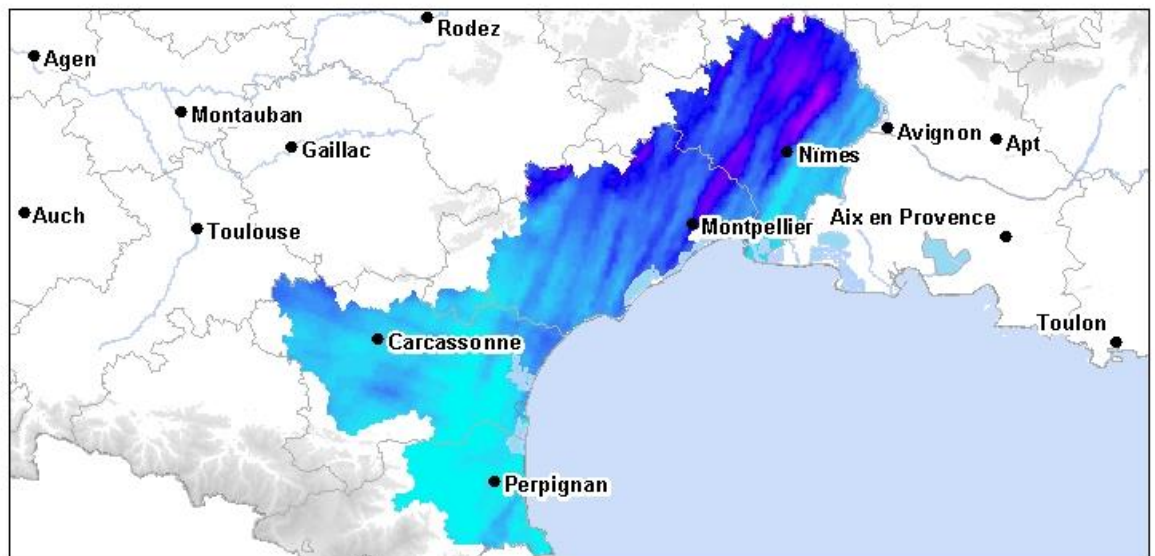 Rodez
Agen
Montauban
Avignon
Apt
Gaillac
Nîmes
Auch
Toulouse
Montpellier
Aix en Provence
Toulon
Carcassonne
Perpignan